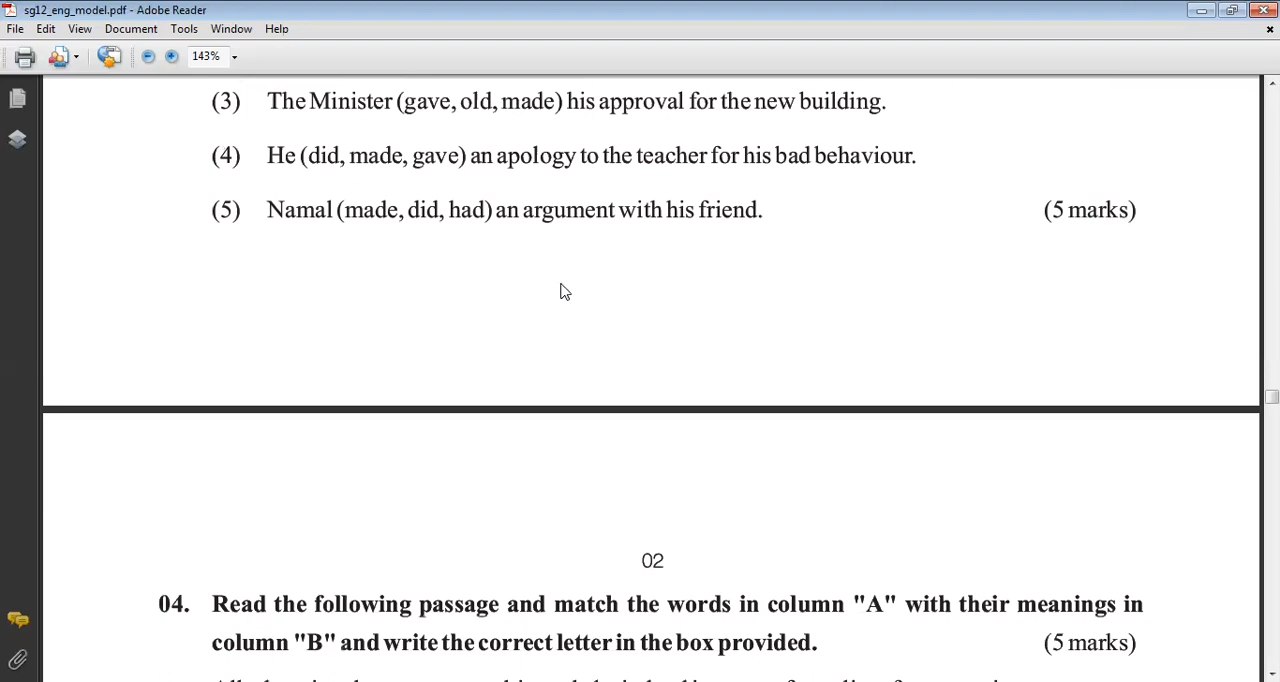 sg12_eng_model.pdf - Adobe Reader
File Edit View Document Tools Window Help
143%
(3) The Minister (gave, old, made) his approval for the new building.
(4) He (did, made, gave) an apology to the teacher for his bad behaviour.
(5) Namal (made, did, had) an argument with his friend. (5 marks)
02
04. Read the following passage and match the words in column "A" with their meanings in
column "B" and write the correct letter in the box provided. (5 marks)